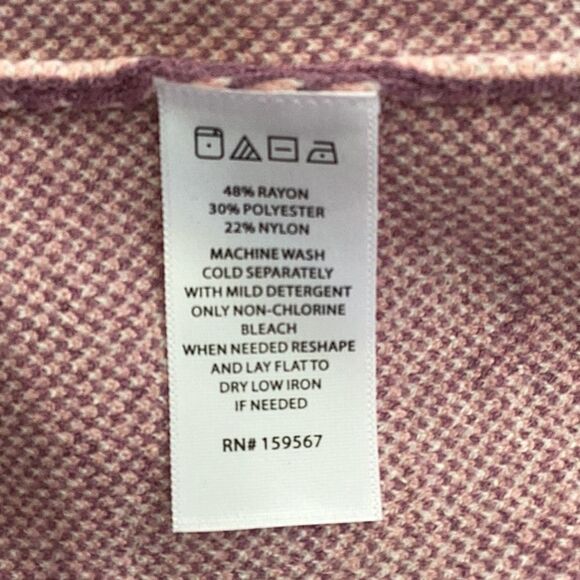 48% RAYON
30% POLYESTER
22% NYLON
MACHINE WASH
COLD SEPARATELY
WITH MILD DETERGENT
ONLY NON-CHLORINE
BLEACH
WHEN NEEDED RESHAPE
AND LAY FLAT TO
DRY LOW IRON
IF NEEDED
RN# 159567